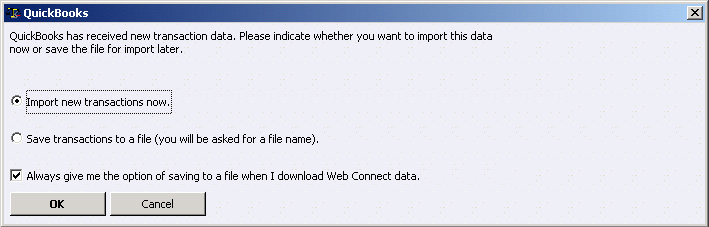 QuickBooks
QuickBooks has received new transaction data. Please indicate whether you want to import this data
now or save the file for import later.
Import new transactions now.
Save transactions to a file (you will be asked for a file name).
Always give me the option of saving to a file when I download Web Connect data.
OK Cancel